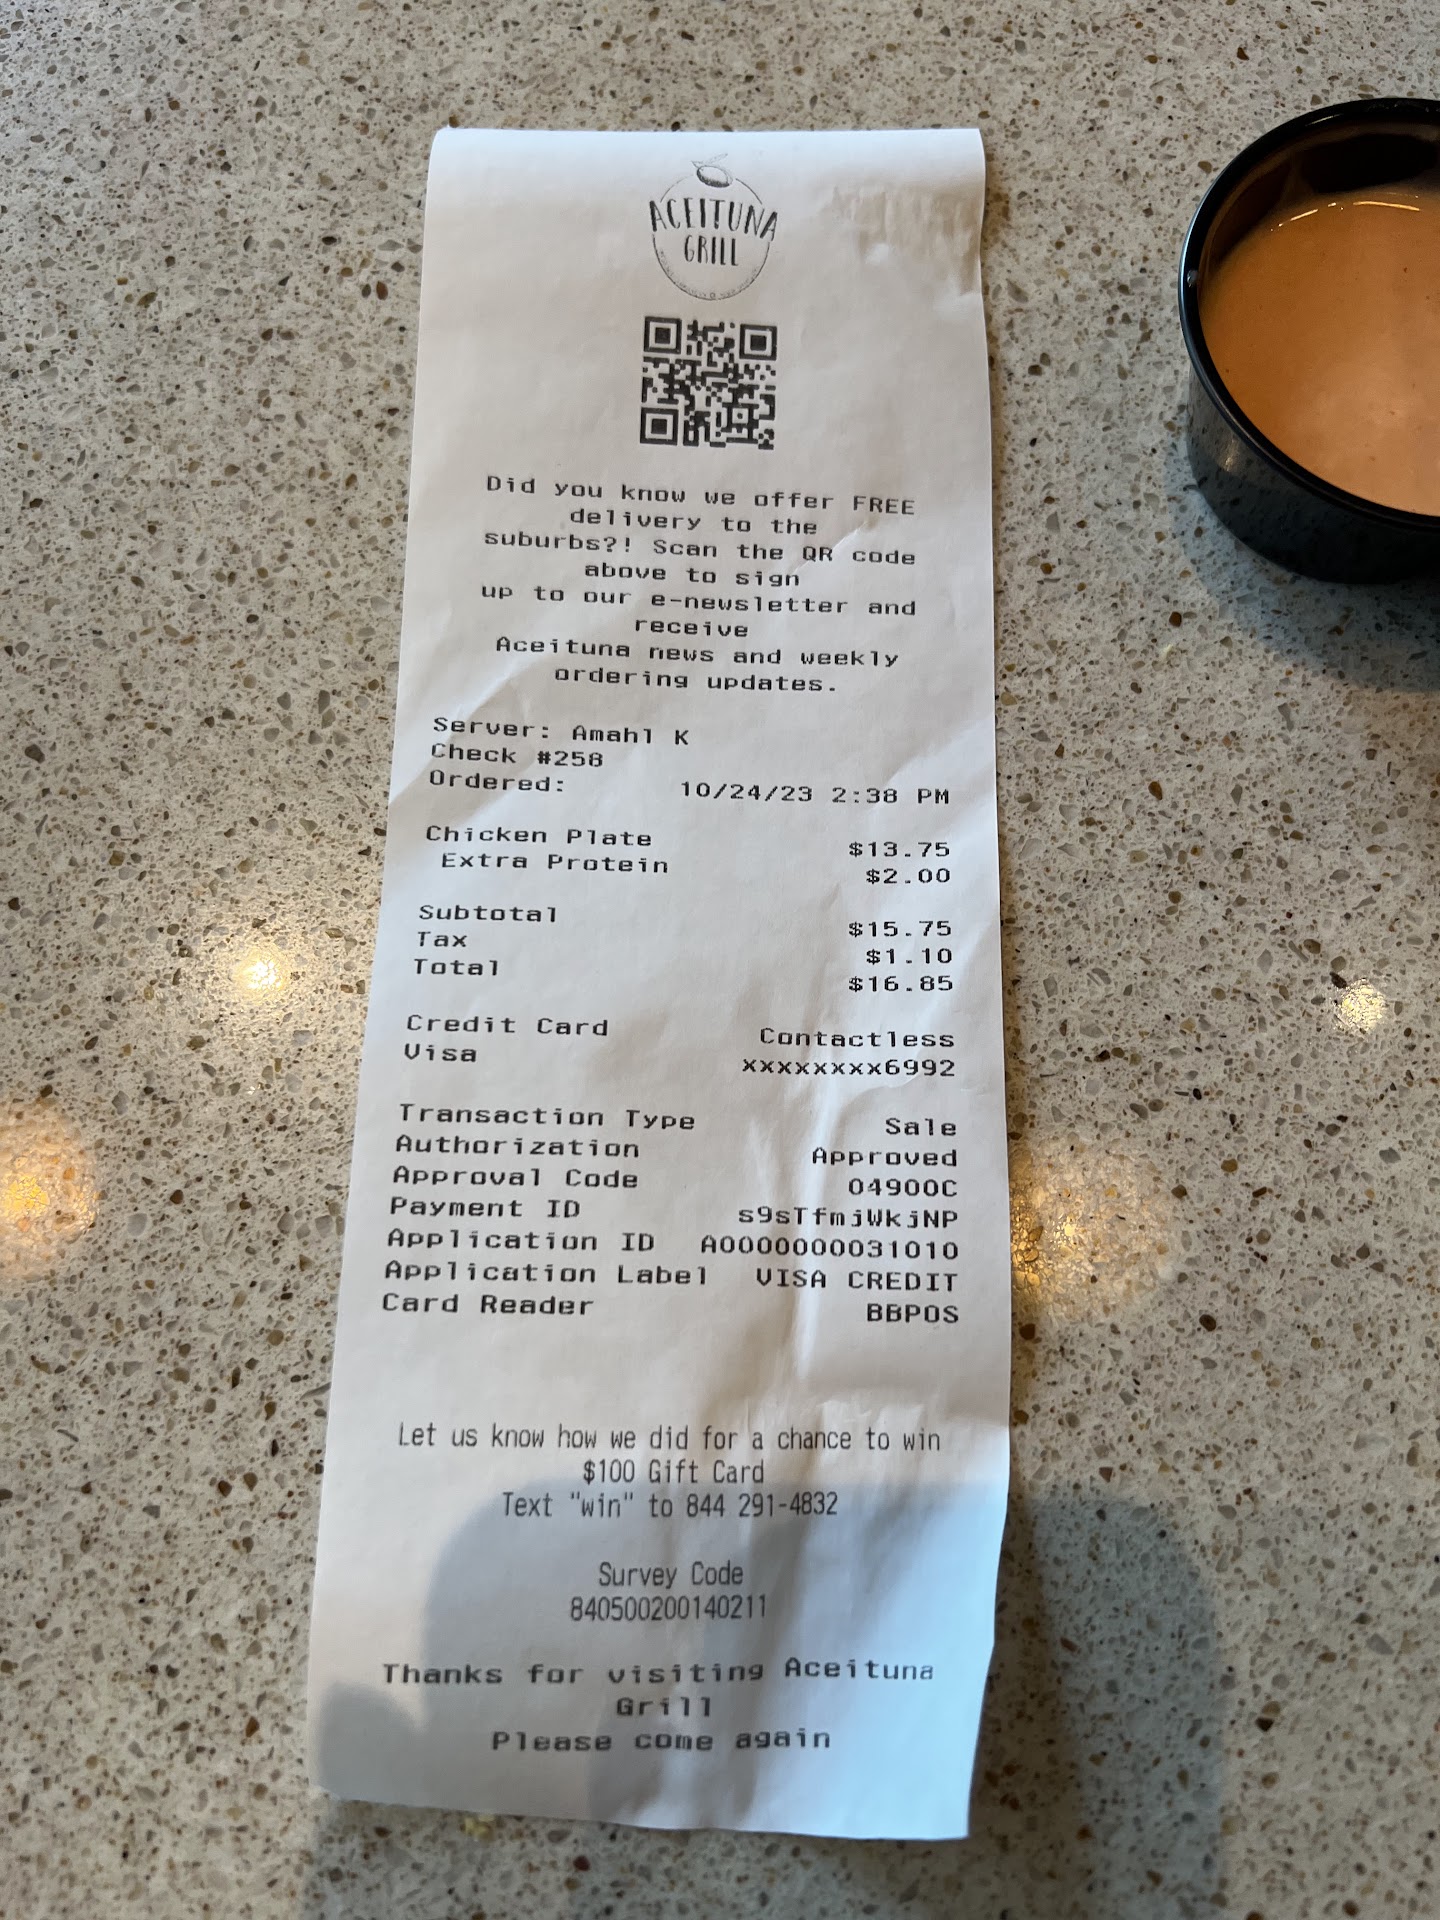 ACEITUNA
GRILL
Did you know we offer FREE
delivery to the
suburbs?! Scan the QR code
above to sign
up to our e-newsletter and
receive
Aceituna news and weekly
ordering updates.
Server: Amahl K
Check #258
Ordered: 10/24/23 2:38 PM
Chicken Plate $13.75
Extra Protein $2.00
Subtotal $15.75
Tax $1.10
Total $16.85
Credit Card Contactless
Visa xxxxxxxx6992
Transaction Type Sale
Authorization Approved
Approval Code 04900C
Payment ID s9sTfmjWkjNP
Application ID A0000000031010
Application Label VISA CREDIT
Card Reader BBPOS
Let us know how we did for a chance to win
$100 Gift Card
Text "win" to 844 291-4832
Survey Code
840500200140211
Thanks for visiting Aceituna
Grill
Please come again